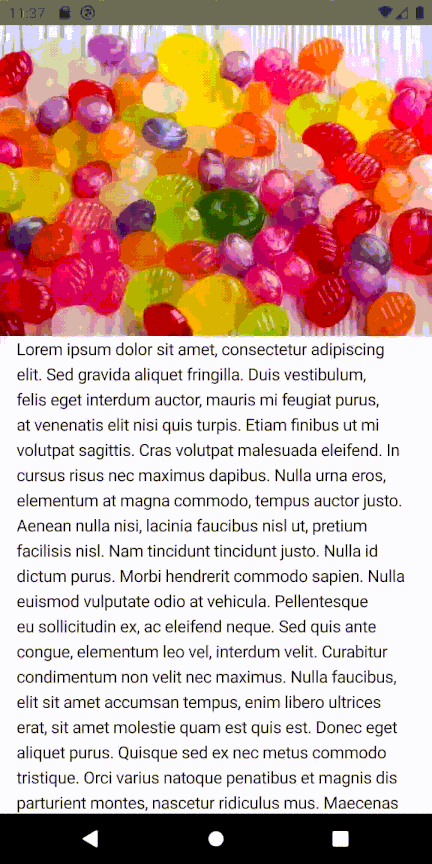 11:37
Lorem ipsum dolor sit amet, consectetur adipiscing
elit. Sed gravida aliquet fringilla. Duis vestibulum,
felis eget interdum auctor, mauris mi feugiat purus,
at venenatis elit nisi quis turpis. Etiam finibus ut mi
volutpat sagittis. Cras volutpat malesuada eleifend. In
cursus risus nec maximus dapibus. Nulla urna eros,
elementum at magna commodo, tempus auctor justo.
Aenean nulla nisi, lacinia faucibus nisl ut, pretium
facilisis nisl. Nam tincidunt tincidunt justo. Nulla id
dictum purus. Morbi hendrerit commodo sapien. Nulla
euismod vulputate odio at vehicula. Pellentesque
eu sollicitudin ex, ac eleifend neque. Sed quis ante
congue, elementum leo vel, interdum velit. Curabitur
condimentum non velit nec maximus. Nulla faucibus,
elit sit amet accumsan tempus, enim libero ultrices
erat, sit amet molestie quam est quis est. Donec eget
aliquet purus. Quisque sed ex nec metus commodo
tristique. Orci varius natoque penatibus et magnis dis
parturient montes, nascetur ridiculus mus. Maecenas